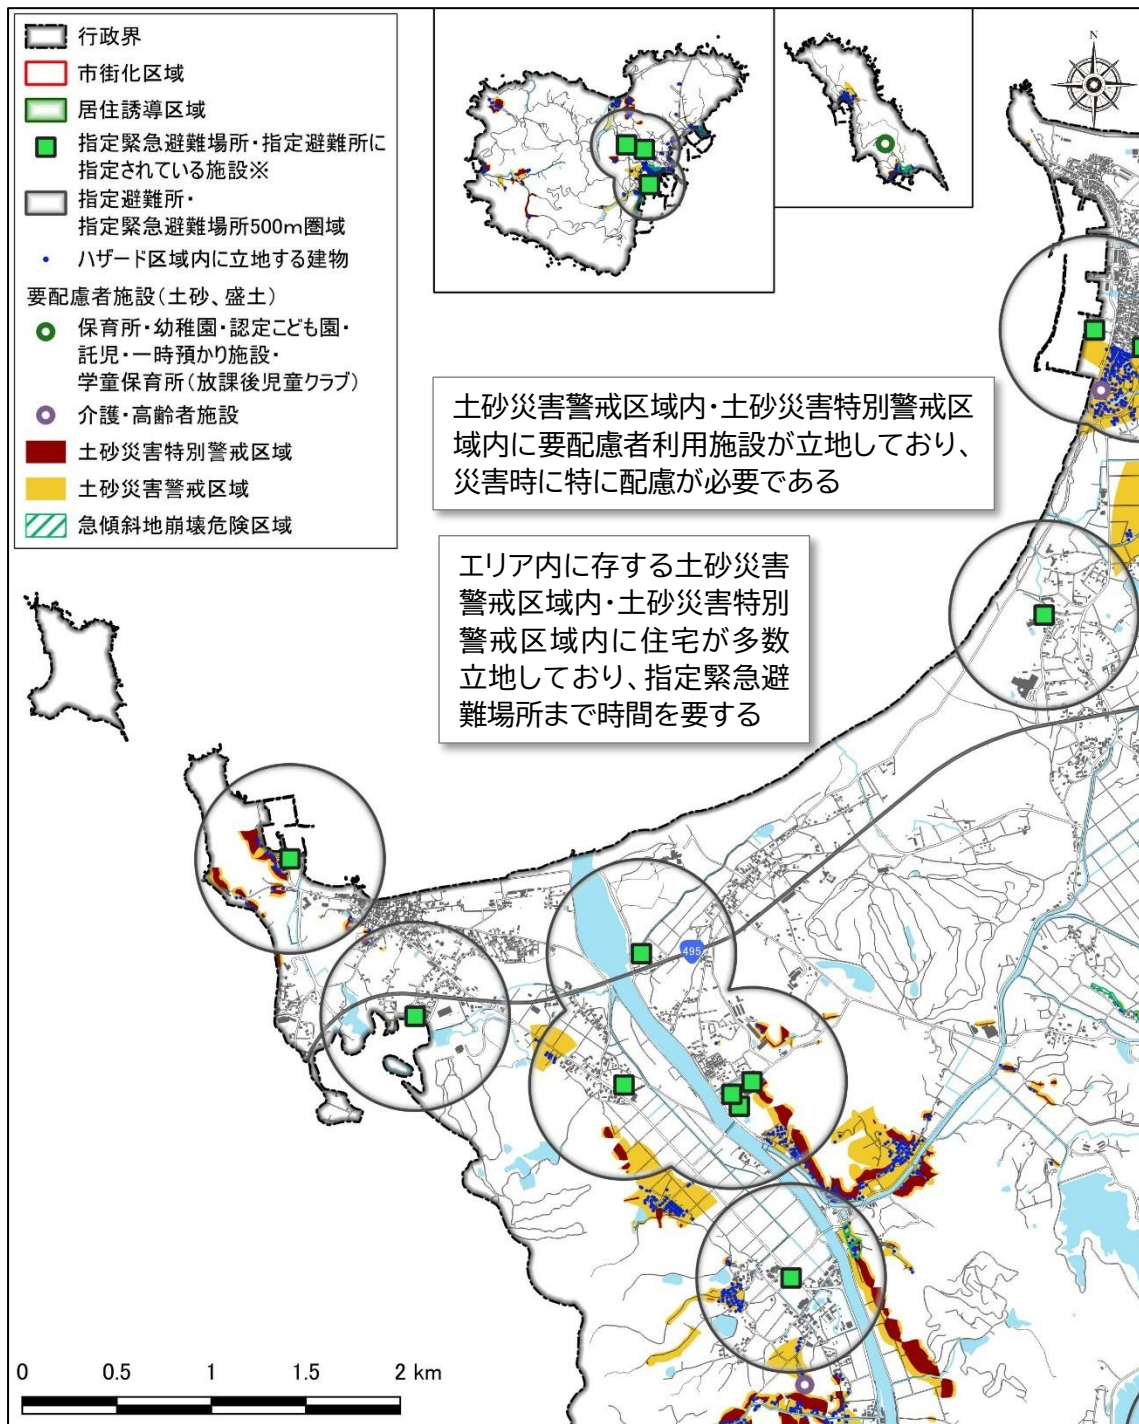 行政界
市街化区域
居住誘導区域
指定緊急避難場所・指定避難所に
指定されている施設※
指定避難所・
指定緊急避難場所500m圏域
ハザード区域内に立地する建物
要配慮者施設(土砂、盛土)
保育所・幼稚園・認定こども園・
託児・一時預かり施設・
学童保育所(放課後児童クラブ)
介護・高齢者施設
土砂災害特別警戒区域
土砂災害警戒区域
急傾斜地崩壊危険区域
N
土砂災害警戒区域内・土砂災害特別警戒区
域内に要配慮者利用施設が立地しており、
災害時に特に配慮が必要である
エリア内に存する土砂災害
警戒区域内・土砂災害特別
警戒区域内に住宅が多数
立地しており、指定緊急避
難場所まで時間を要する
495
0 0.5 1 1.5 2 km